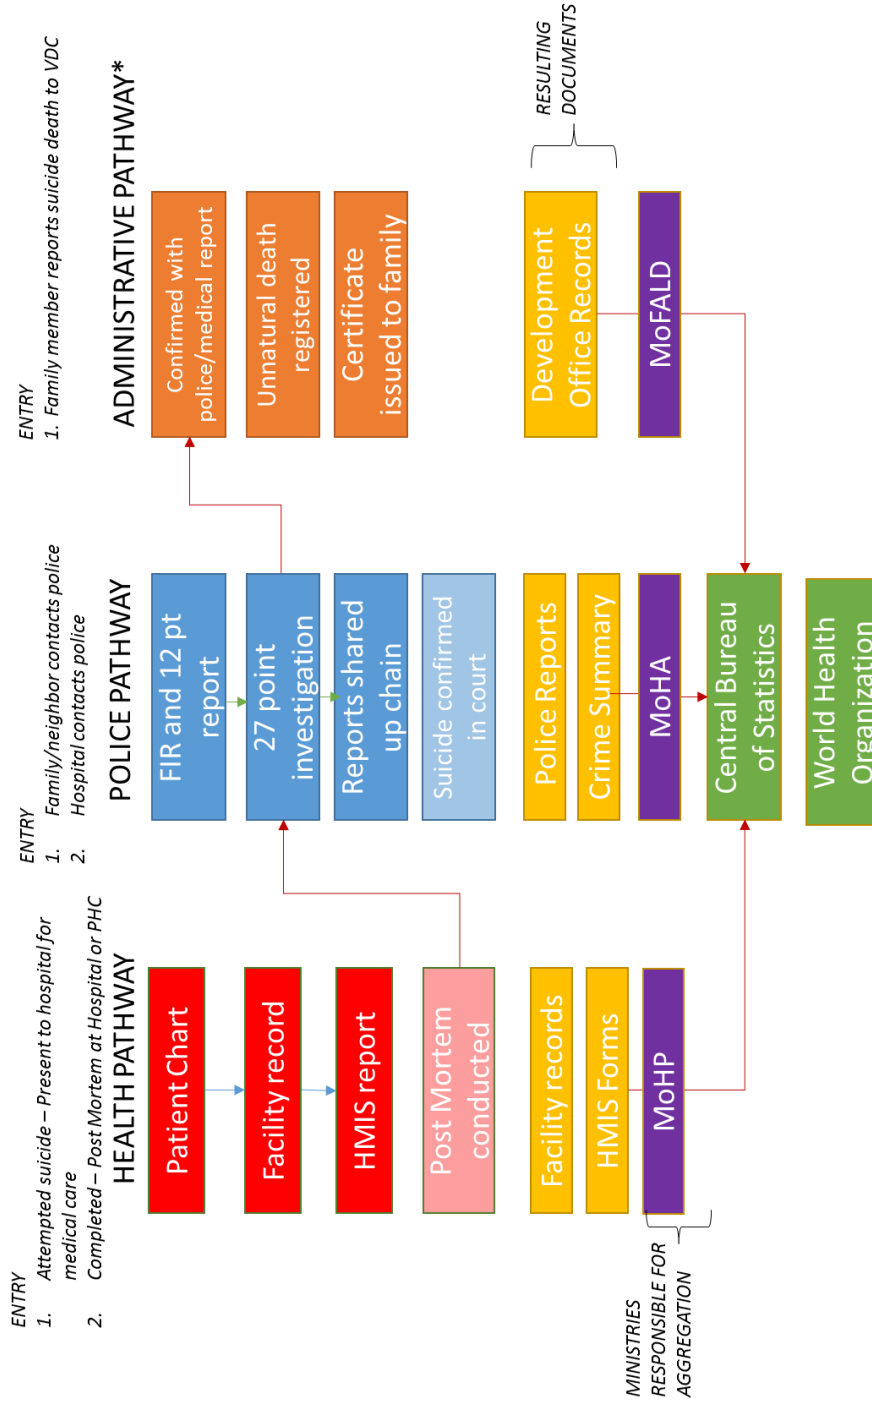 ENTRY
1. Attempted suicide – Present to hospital for
medical care
2. Completed – Post Mortem at Hospital or PHC
HEALTH PATHWAY
Patient Chart
Facility record
HMIS report
Post Mortem
conducted
Facility records
HMIS Forms
MoHP
MINISTRIES
RESPONSIBLE FOR
AGGREGATION
ENTRY
1. Family/neighbor contacts police
2. Hospital contacts police
POLICE PATHWAY
FIR and 12 pt
report
27 point
investigation
Reports shared
up chain
Suicide confirmed
in court
Police Reports
Crime Summary
MoHA
Central Bureau
of Statistics
World Health
Organization
ENTRY
1. Family member reports suicide death to VDC
ADMINISTRATIVE PATHWAY*
Confirmed with
police/medical report
Unnatural death
registered
Certificate
issued to family
Development
Office Records
MoFALD
RESULTING
DOCUMENTS